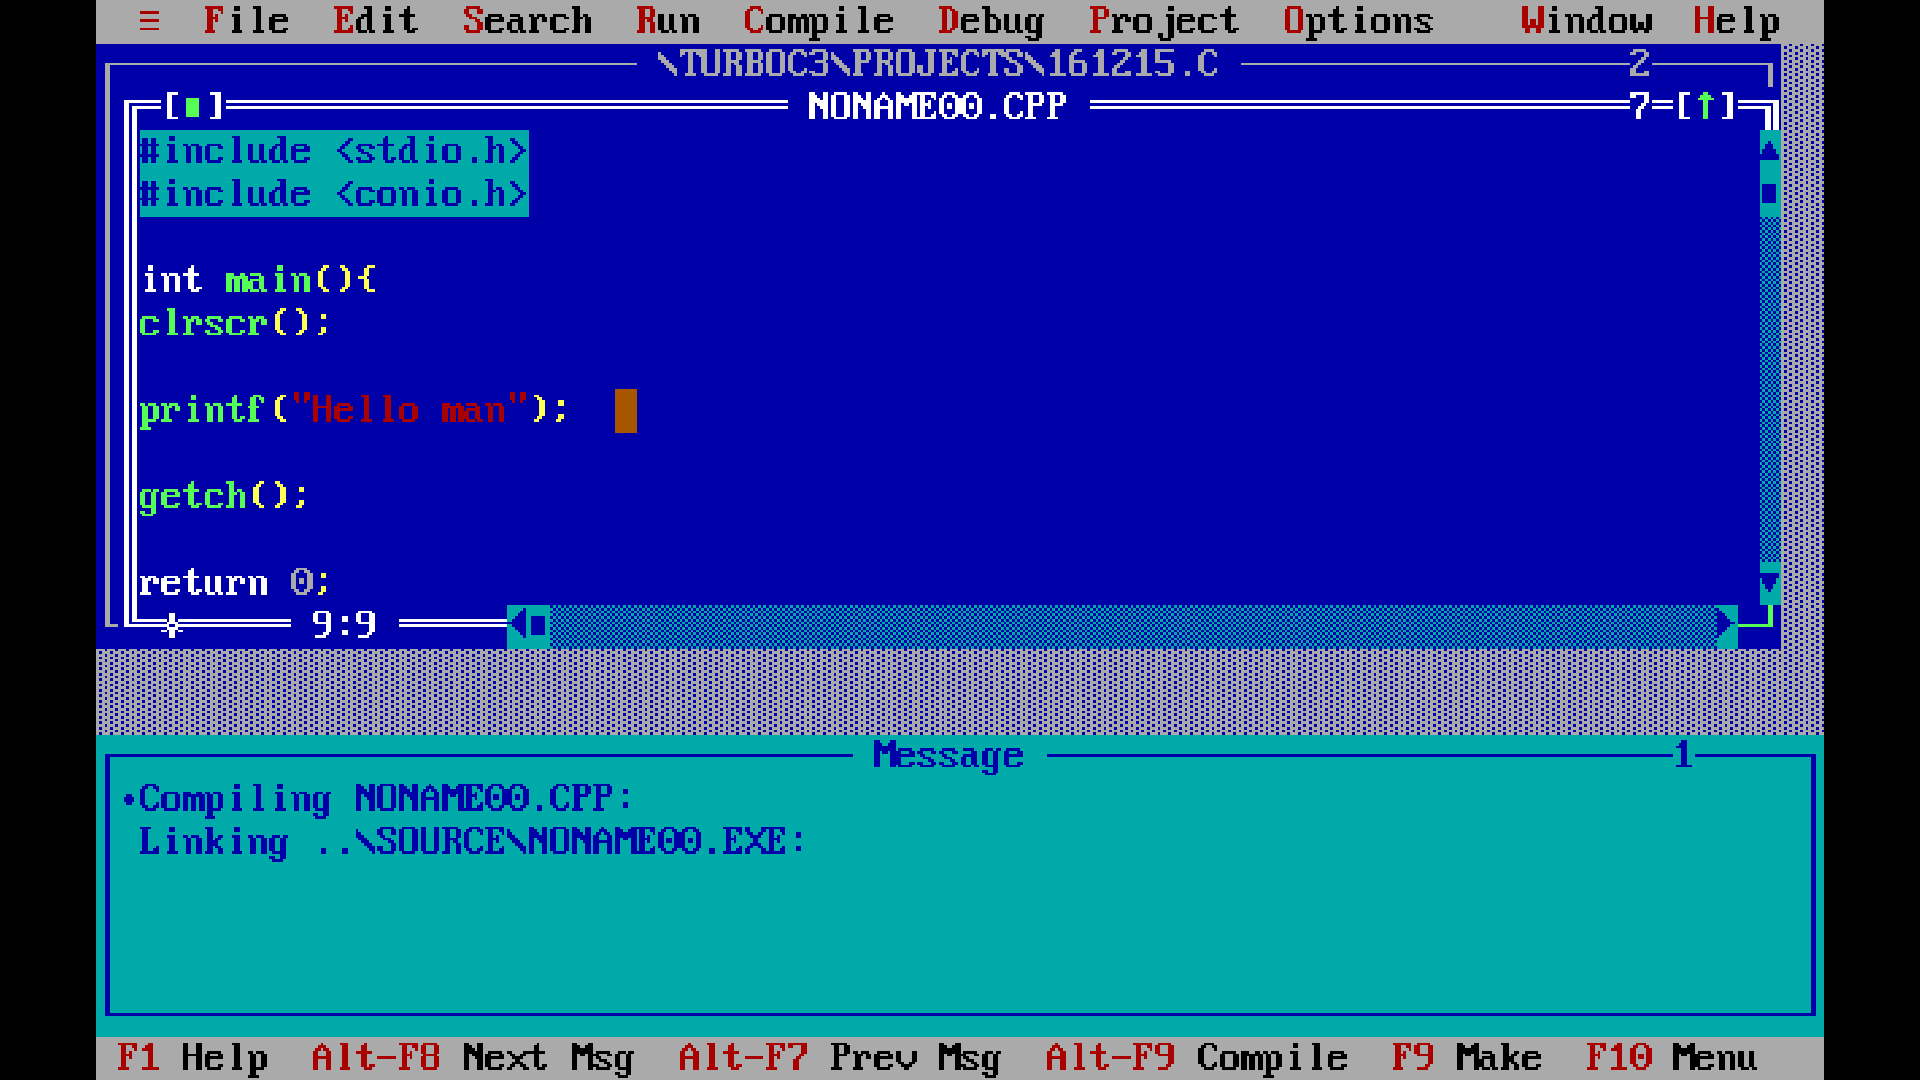 ≡ File Edit Search Run Compile Debug Project Options Window Help
\TURBOC3\PROJECTS\161215.C 2
[■] NONAME00.CPP 7=[↑]
#include <stdio.h>
#include <conio.h>
int main(){
clrscr();
printf("Hello man");
getch();
return 0;
9:9
Message 1
•Compiling NONAME00.CPP:
Linking ..\SOURCE\NONAME00.EXE:
F1 Help Alt-F8 Next Msg Alt-F7 Prev Msg Alt-F9 Compile F9 Make F10 Menu